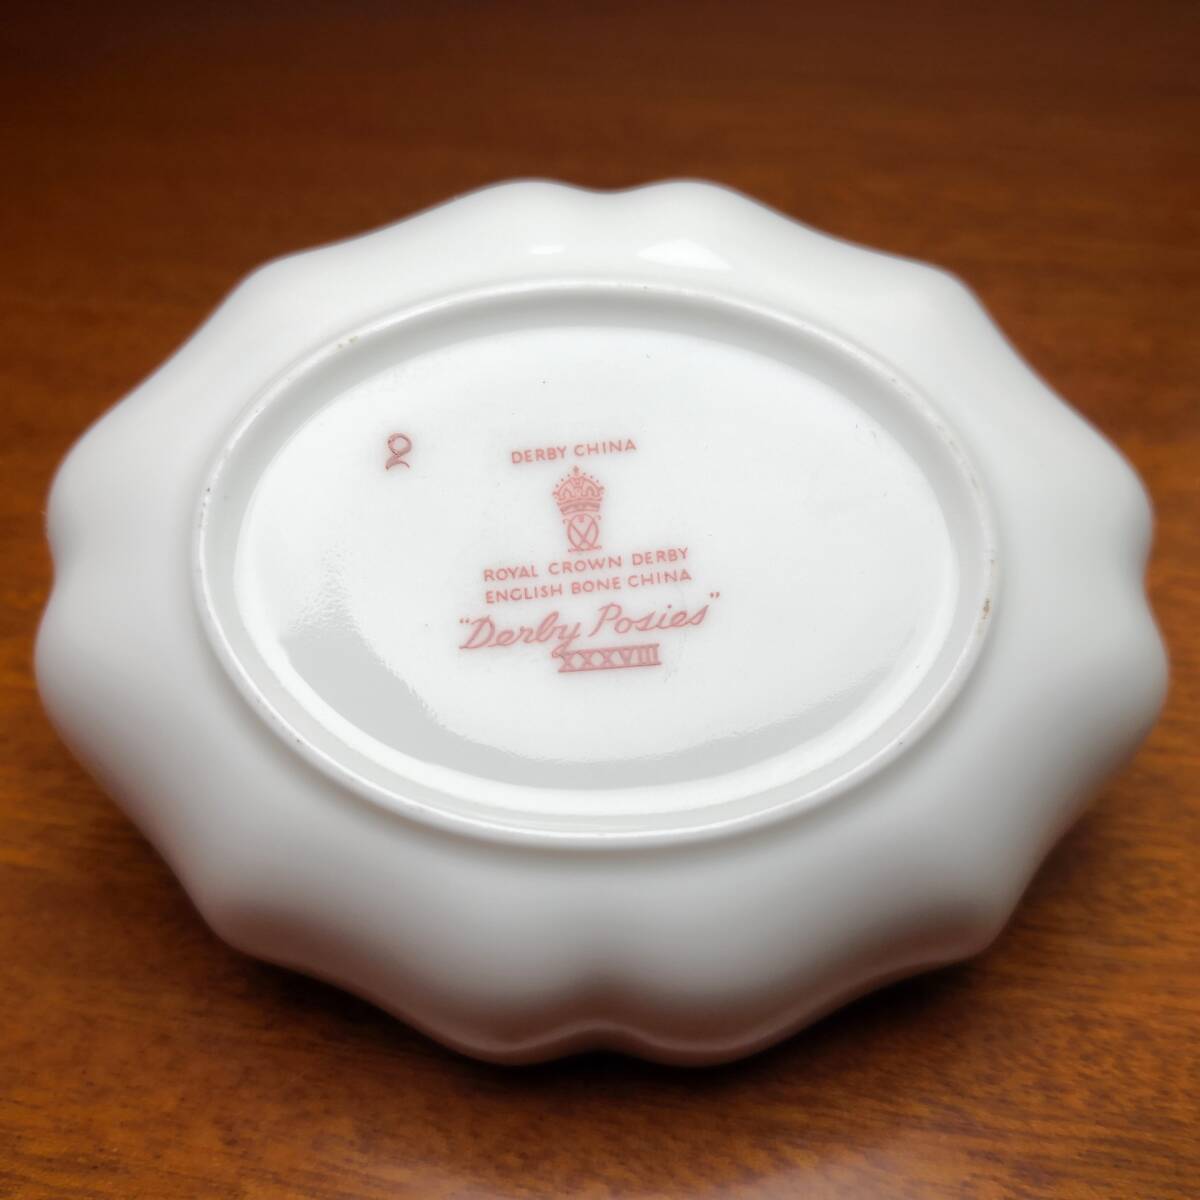 DERBY CHINA
ROYAL CROWN DERBY
ENGLISH BONE CHINA
"Derby Posies"
XXXVIII